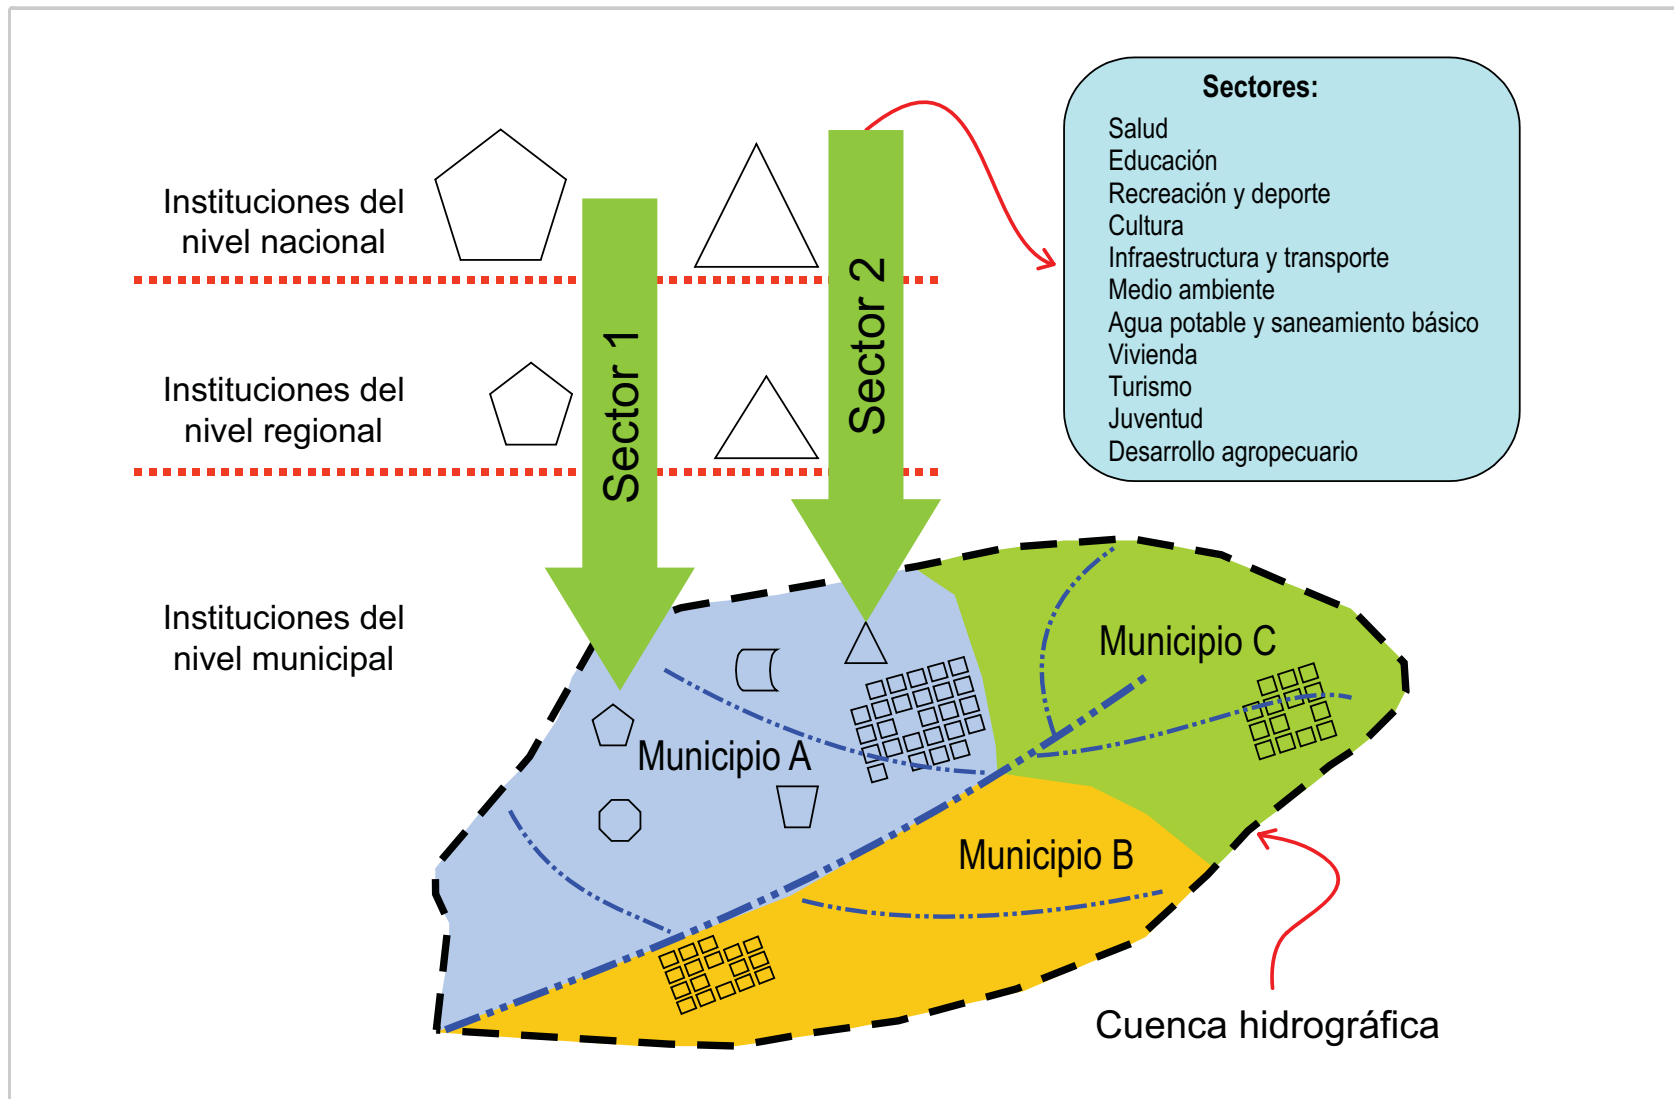 Sectores:
Salud
Educación
Recreación y deporte
Cultura
Infraestructura y transporte
Medio ambiente
Agua potable y saneamiento básico
Vivienda
Turismo
Juventud
Desarrollo agropecuario
Instituciones del
nivel nacional
Instituciones del
nivel regional
Instituciones del
nivel municipal
Sector 1
Sector 2
Municipio A
Municipio C
Municipio B
Cuenca hidrográfica